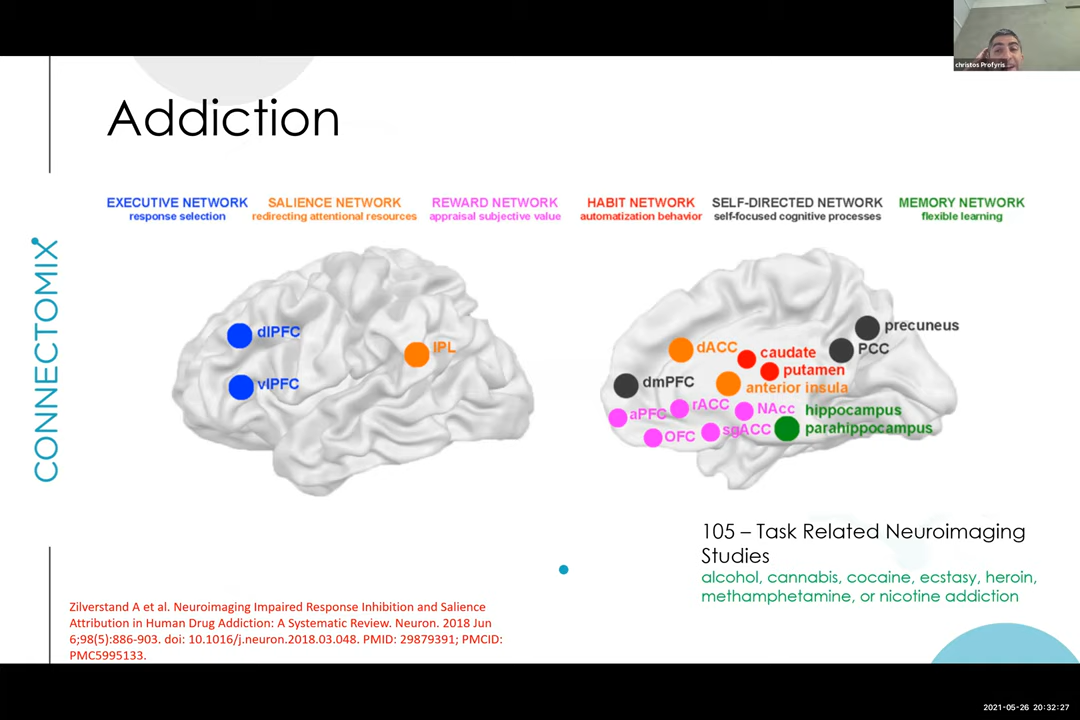 christos Profyris
Addiction
EXECUTIVE NETWORK
response selection
SALIENCE NETWORK
redirecting attentional resources
REWARD NETWORK
appraisal subjective value
HABIT NETWORK
automatization behavior
SELF-DIRECTED NETWORK
self-focused cognitive processes
MEMORY NETWORK
flexible learning
CONNECTOMIX
dlPFC
vlPFC
IPL
precuneus
PCC
dACC
caudate
putamen
anterior insula
dmPFC
aPFC
rACC
NAcc
OFC
sgACC
hippocampus
parahippocampus
105 – Task Related Neuroimaging
Studies
alcohol, cannabis, cocaine, ecstasy, heroin,
methamphetamine, or nicotine addiction
Zilverstand A et al. Neuroimaging Impaired Response Inhibition and Salience
Attribution in Human Drug Addiction: A Systematic Review. Neuron. 2018 Jun
6;98(5):886-903. doi: 10.1016/j.neuron.2018.03.048. PMID: 29879391; PMCID:
PMC5995133.
2021-05-26 20:32:27